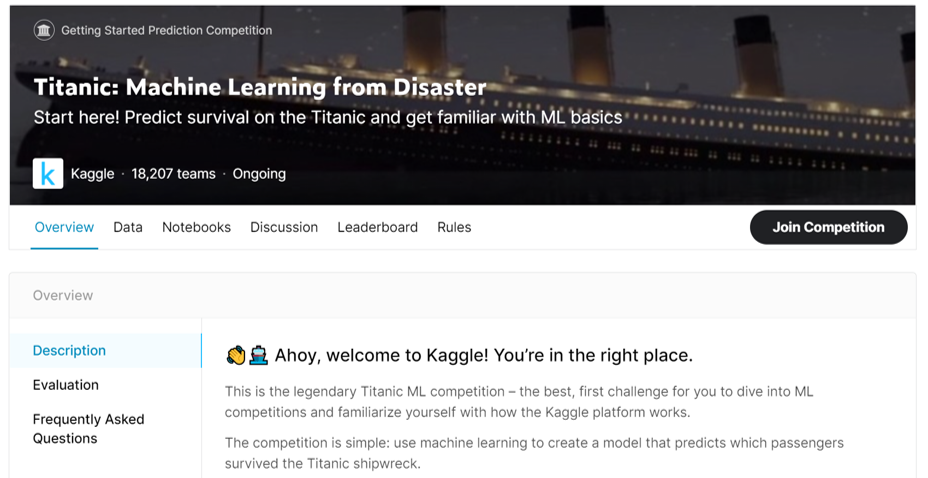 Getting Started Prediction Competition
Titanic: Machine Learning from Disaster
Start here! Predict survival on the Titanic and get familiar with ML basics
k Kaggle · 18,207 teams · Ongoing
Overview Data Notebooks Discussion Leaderboard Rules Join Competition
Overview
Description
Evaluation
Frequently Asked
Questions
👏🚢 Ahoy, welcome to Kaggle! You’re in the right place.
This is the legendary Titanic ML competition – the best, first challenge for you to dive into ML
competitions and familiarize yourself with how the Kaggle platform works.
The competition is simple: use machine learning to create a model that predicts which passengers
survived the Titanic shipwreck.